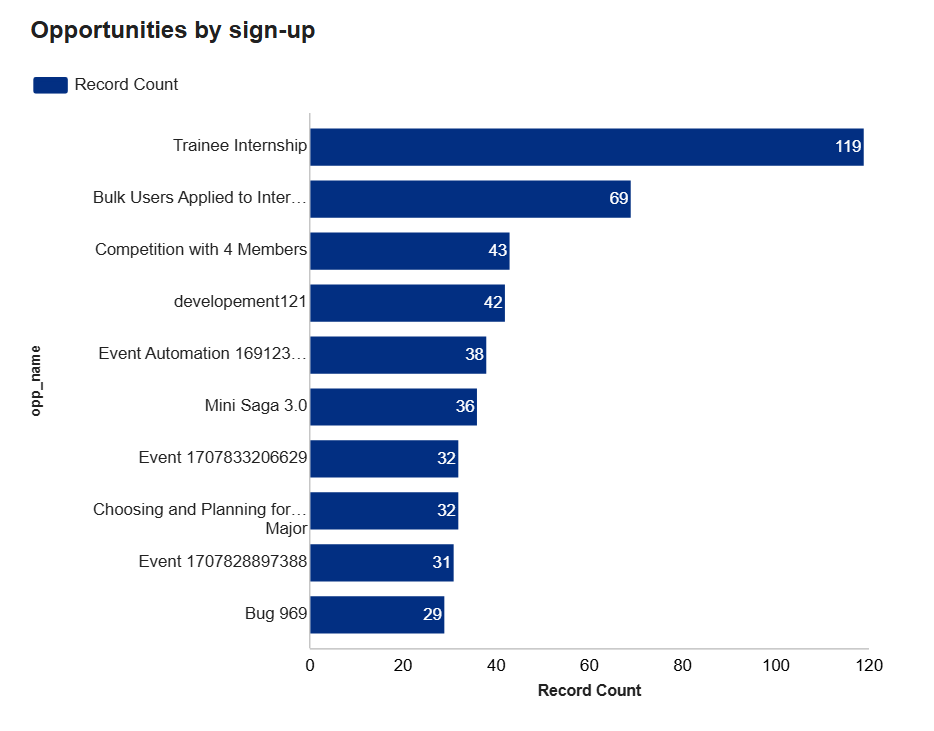 Opportunities by sign-up
Record Count
Trainee Internship
119
Bulk Users Applied to Inter…
69
Competition with 4 Members
43
developement121
42
Event Automation 169123…
38
Mini Saga 3.0
36
Event 1707833206629
32
Choosing and Planning for…
Major
32
Event 1707828897388
31
Bug 969
29
opp_name
0 20 40 60 80 100 120
Record Count